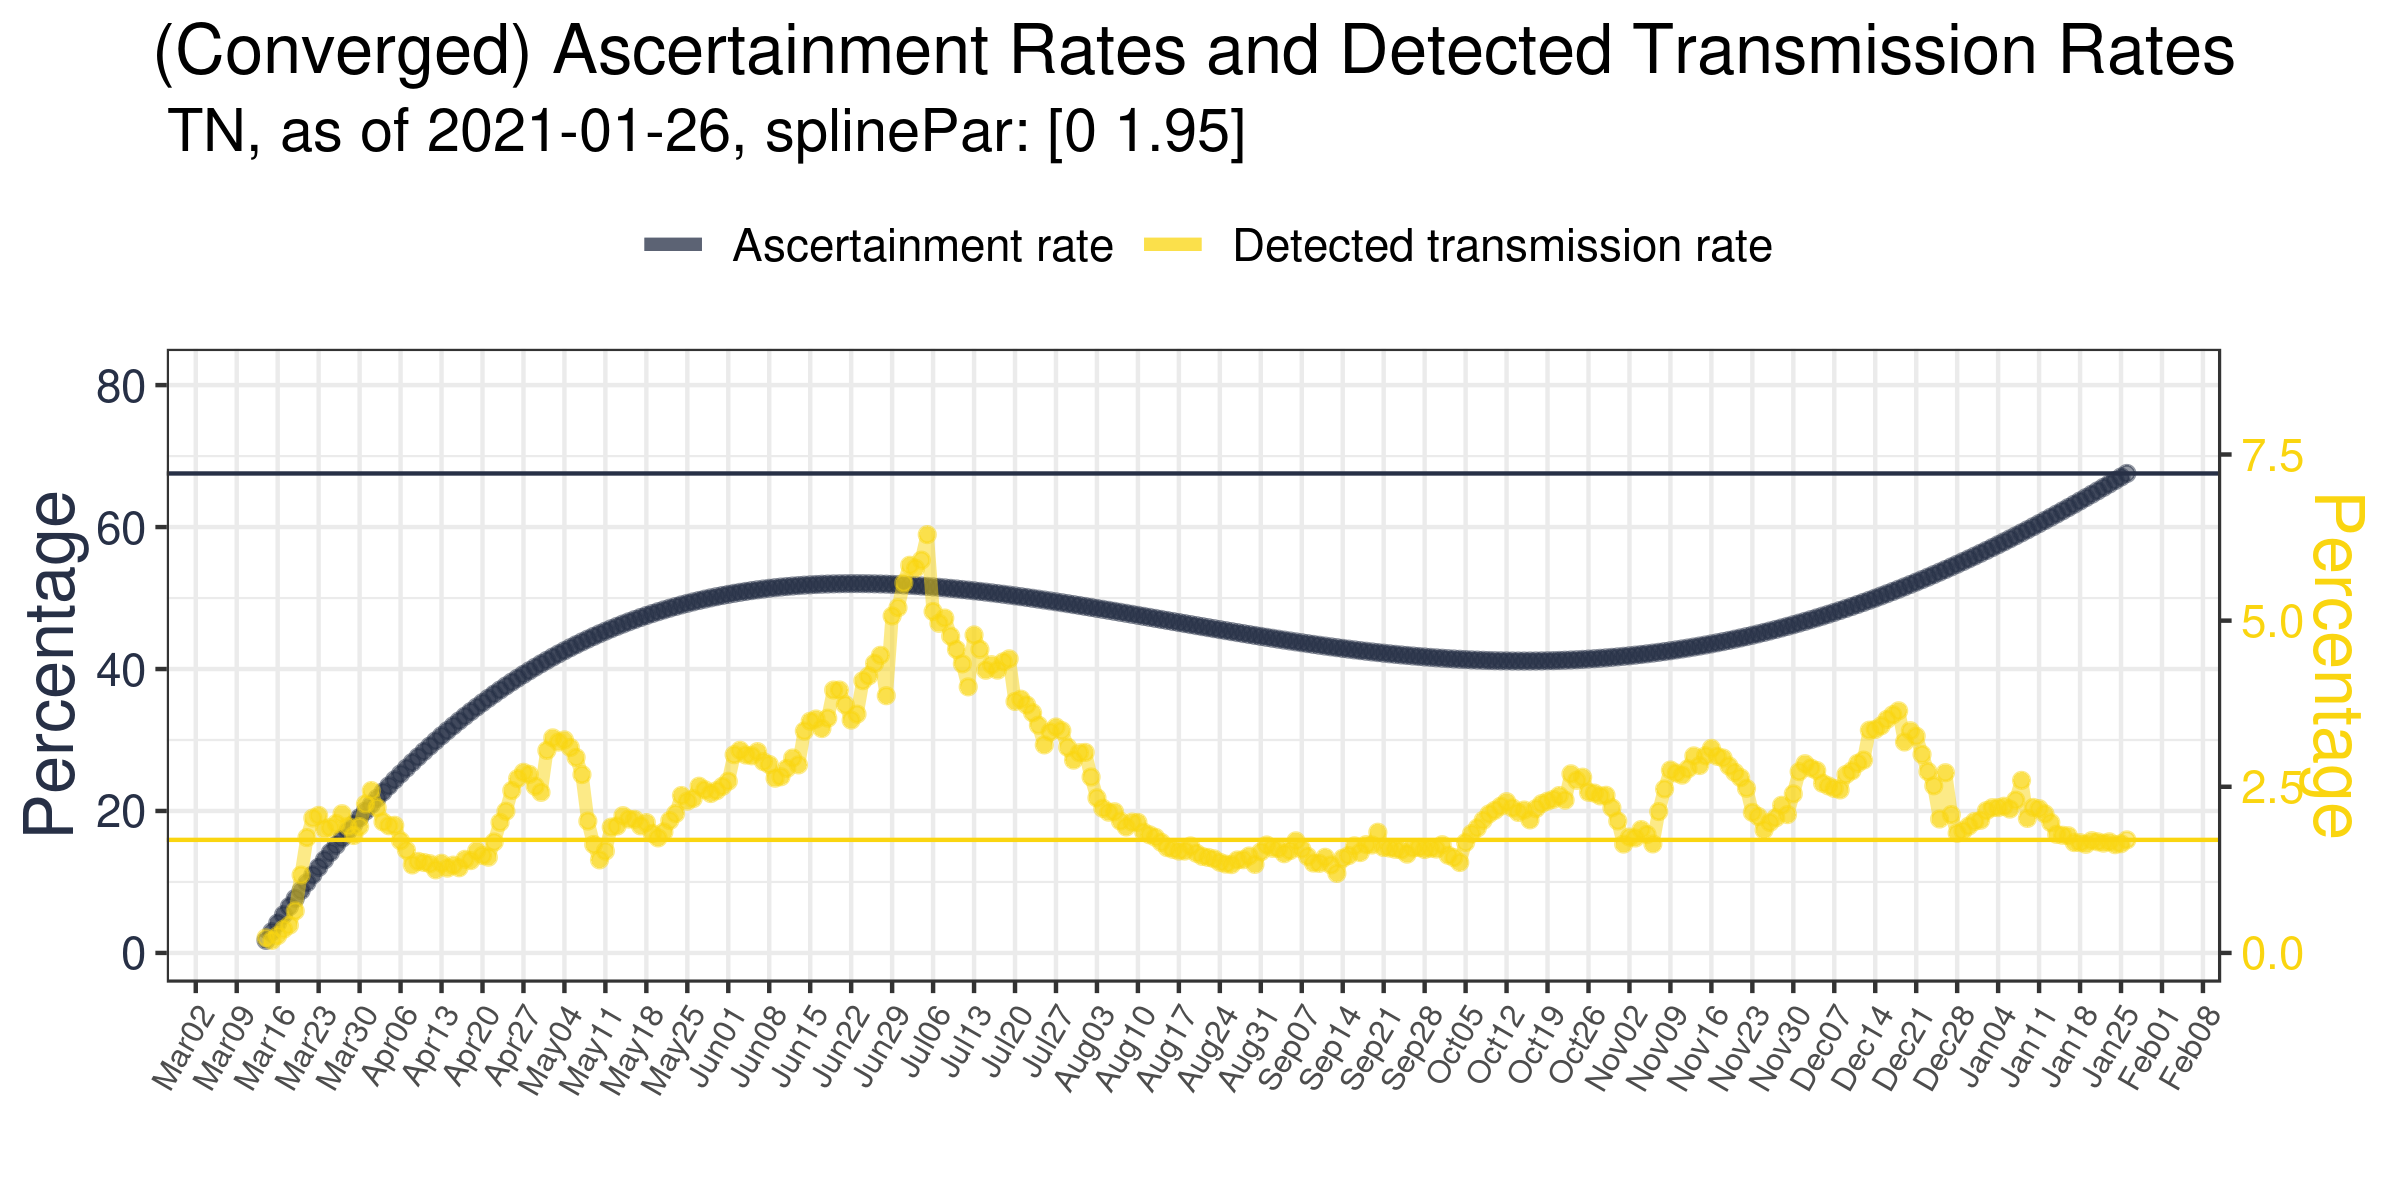 (Converged) Ascertainment Rates and Detected Transmission Rates
TN, as of 2021-01-26, splinePar: [0 1.95]
Ascertainment rate Detected transmission rate
Percentage
80
60
40
20
0
7.5
5.0
2.5
0.0
Percentage
Mar02 Mar09 Mar16 Mar23 Mar30 Apr06 Apr13 Apr20 Apr27 May04 May11 May18 May25 Jun01 Jun08 Jun15 Jun22 Jun29 Jul06 Jul13 Jul20 Jul27 Aug03 Aug10 Aug17 Aug24 Aug31 Sep07 Sep14 Sep21 Sep28 Oct05 Oct12 Oct19 Oct26 Nov02 Nov09 Nov16 Nov23 Nov30 Dec07 Dec14 Dec21 Dec28 Jan04 Jan11 Jan18 Jan25 Feb01 Feb08